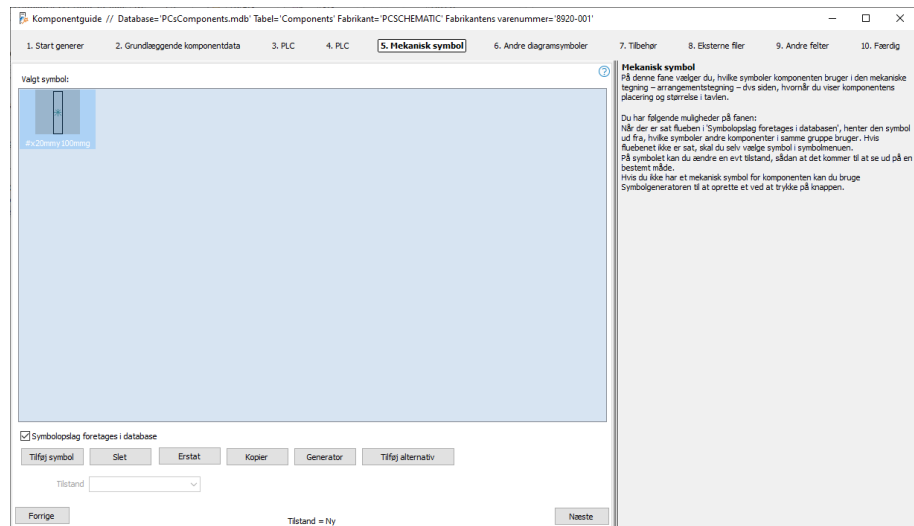 Komponentguide // Database='PCsComponents.mdb' Tabel='Components' Fabrikant='PCSCHEMATIC' Fabrikantens varenummer='8920-001'
1. Start generer
2. Grundlæggende komponentdata
3. PLC
4. PLC
5. Mekanisk symbol
6. Andre diagramsymboler
7. Tilbehør
8. Eksterne filer
9. Andre felter
10. Færdig
Valgt symbol:
?
#x20mmy100mmg
Symbolopslag foretages i database
Tilføj symbol
Slet
Erstat
Kopier
Generator
Tilføj alternativ
Tilstand
Forrige
Tilstand = Ny
Næste
Mekanisk symbol
På denne fane vælger du, hvilke symboler komponenten bruger i den mekaniske
tegning – arrangementstegning – dvs siden, hvornår du viser komponentens
placering og størrelse i tavlen.
Du har følgende muligheder på fanen:
Når der er sat flueben i 'Symbolopslag foretages i databasen', henter den symbol
ud fra, hvilke symboler andre komponenter i samme gruppe bruger. Hvis
fluebenet ikke er sat, skal du selv vælge symbol i symbolmenuen.
På symbolet kan du ændre en evt tilstand, sådan at det kommer til at se ud på en
bestemt måde.
Hvis du ikke har et mekanisk symbol for komponenten kan du bruge
Symbolgeneratoren til at oprette et ved at trykke på knappen.